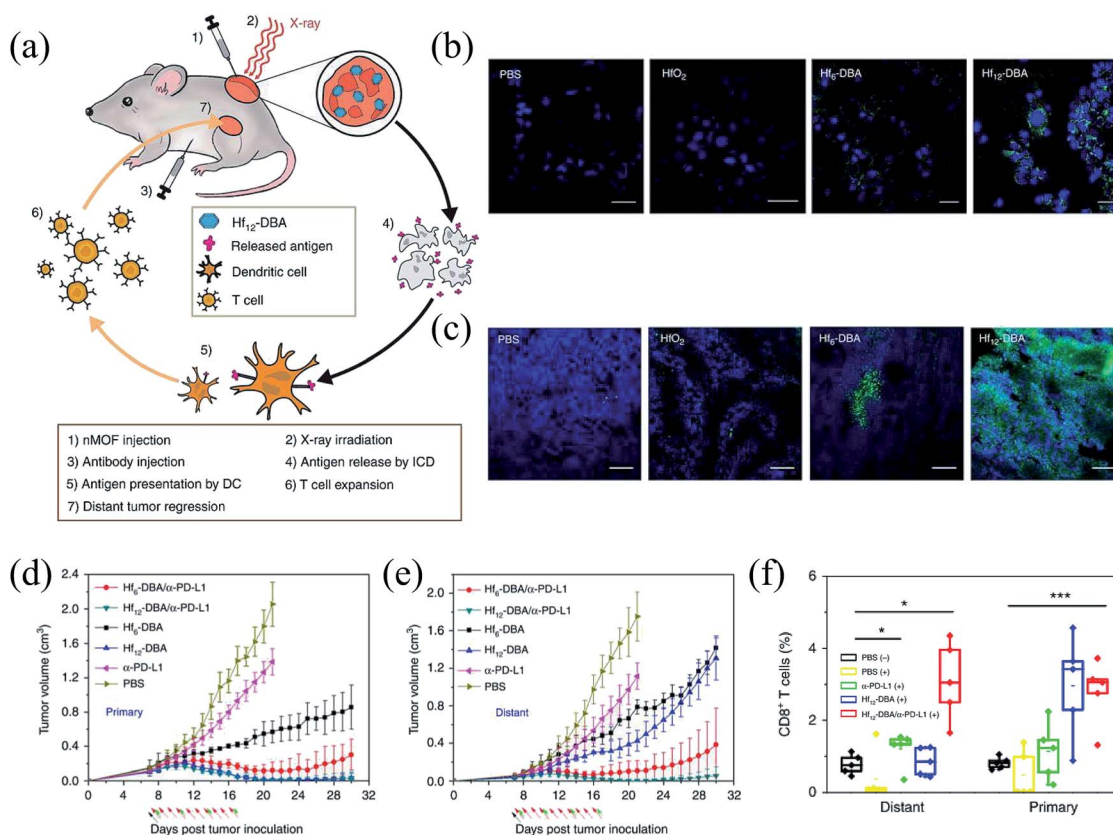 (a)
1)
2)
X-ray
7)
3)
Hf12-DBA
Released antigen
Dendritic cell
T cell
4)
6)
5)
1) nMOF injection
2) X-ray irradiation
3) Antibody injection
4) Antigen release by ICD
5) Antigen presentation by DC
6) T cell expansion
7) Distant tumor regression
(b)
PBS
HfO2
Hf6-DBA
Hf12-DBA
(c)
PBS
HfO2
Hf6-DBA
Hf12-DBA
(d)
Tumor volume (cm3)
2.4
2.0
1.6
1.2
0.8
0.4
0.0
Hf6-DBA/α-PD-L1
Hf12-DBA/α-PD-L1
Hf6-DBA
Hf12-DBA
α-PD-L1
PBS
Primary
0 4 8 12 16 20 24 28 32
Days post tumor inoculation
(e)
Tumor volume (cm3)
2.4
2.0
1.6
1.2
0.8
0.4
0.0
Hf6-DBA/α-PD-L1
Hf12-DBA/α-PD-L1
Hf6-DBA
Hf12-DBA
α-PD-L1
PBS
Distant
0 4 8 12 16 20 24 28 32
Days post tumor inoculation
(f)
CD8+ T cells (%)
6
4
2
0
*
*
***
PBS (–)
PBS (+)
α-PD-L1 (+)
Hf12-DBA (+)
Hf12-DBA/α-PD-L1 (+)
Distant
Primary